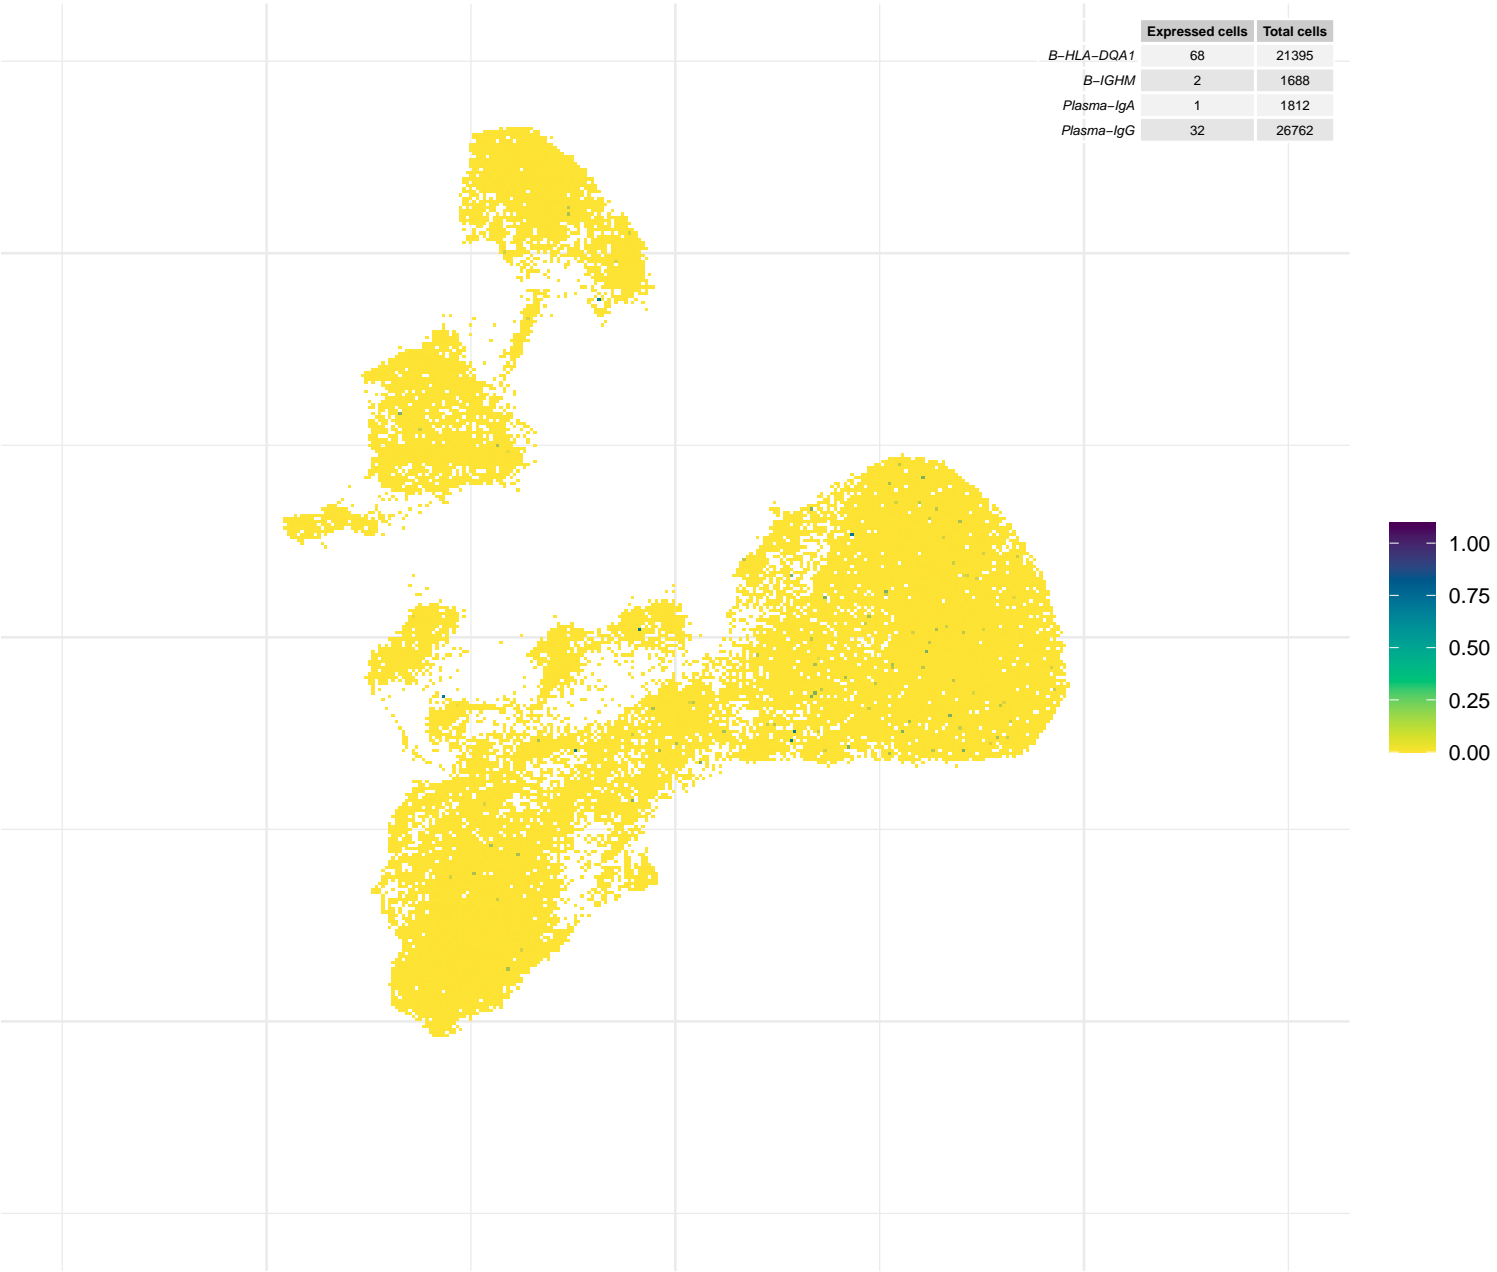 Expressed cells Total cells
B−HLA−DQA1 68 21395
B−IGHM 2 1688
Plasma−IgA 1 1812
Plasma−IgG 32 26762
1.00
0.75
0.50
0.25
0.00